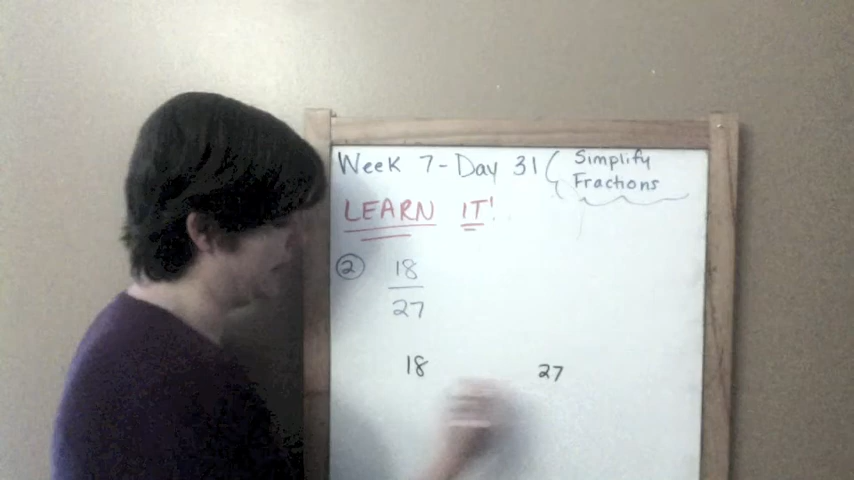 Week 7-Day 31 ( Simplify
Fractions
LEARN IT!
2 18
27
18 27